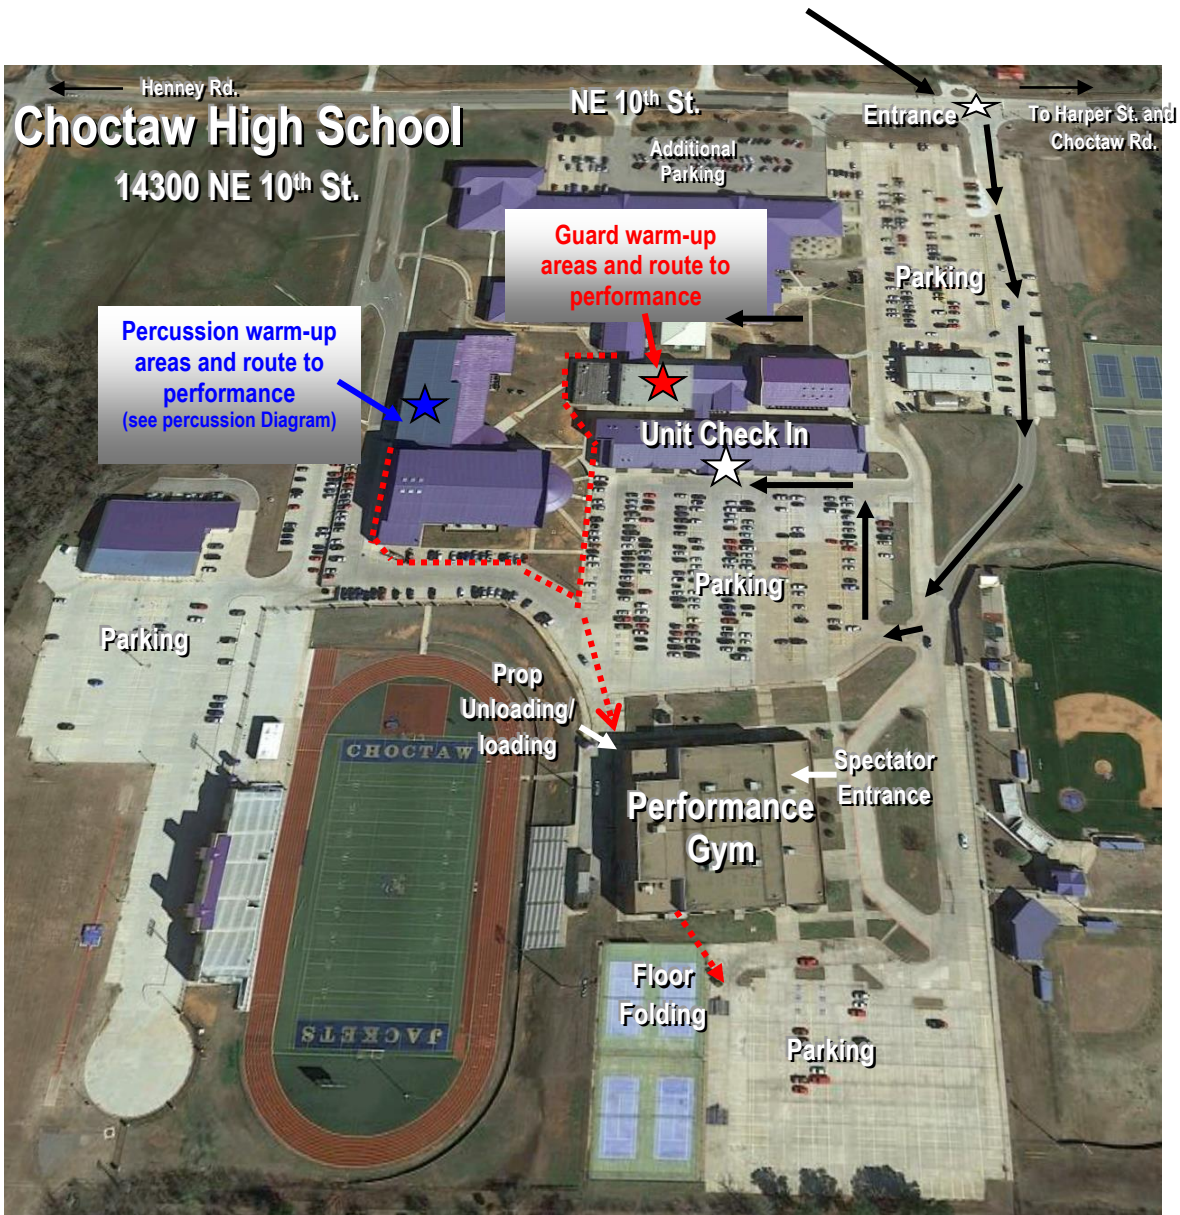 Henney Rd.
NE 10th St.
Entrance
To Harper St. and
Choctaw Rd.
Choctaw High School
14300 NE 10th St.
Additional
Parking
Guard warm-up
areas and route to
performance
Parking
Percussion warm-up
areas and route to
performance
(see percussion Diagram)
Unit Check In
Parking
Parking
Prop
Unloading/
loading
CHOCTAW
Spectator
Entrance
Performance
Gym
Floor
Folding
JACKETS
Parking